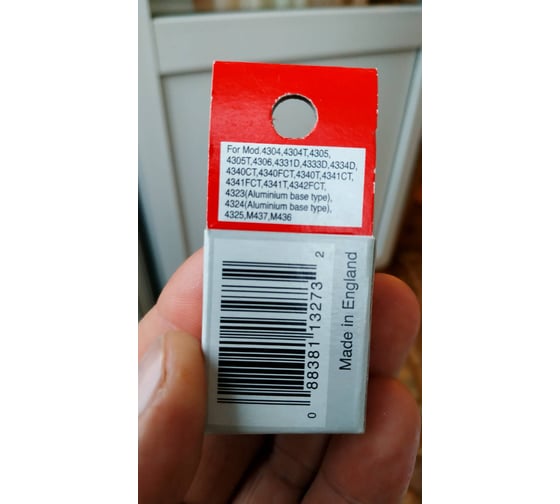 For Mod.4304,4304T,4305,
4305T,4306,4331D,4333D,4334D,
4340CT,4340FCT,4340T,4341CT,
4341FCT,4341T,4342FCT,
4323(Aluminium base type),
4324(Aluminium base type),
4325,M437,M436
0 88381 13273 2
Made in England